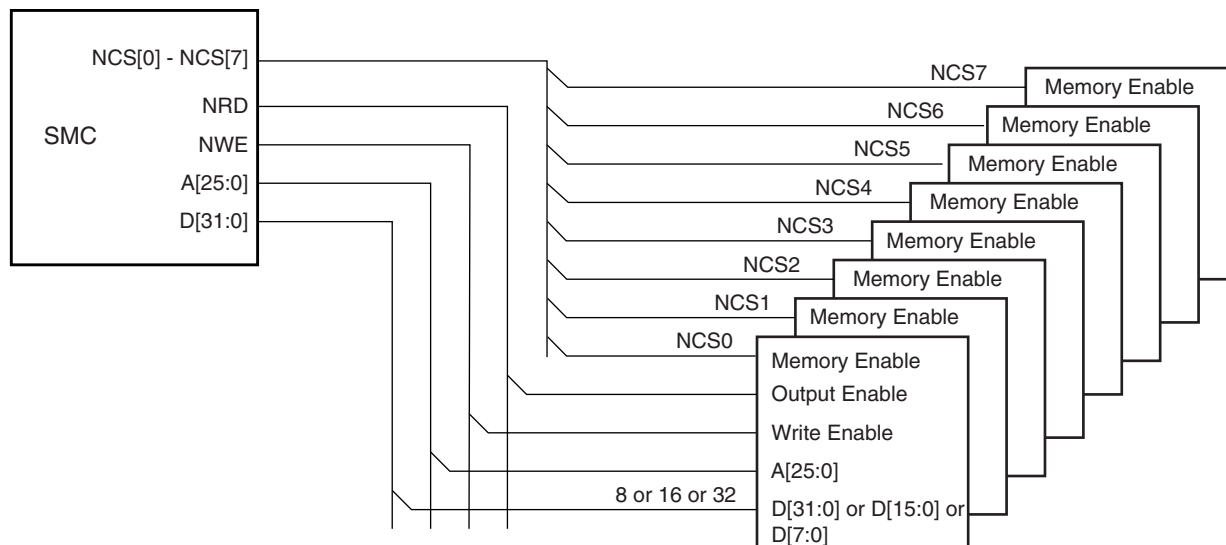 NCS[0] - NCS[7]
NRD
SMC
NWE
A[25:0]
D[31:0]
NCS7
Memory Enable
NCS6
Memory Enable
NCS5
Memory Enable
NCS4
Memory Enable
NCS3
Memory Enable
NCS2
Memory Enable
NCS1
Memory Enable
NCS0
Memory Enable
Output Enable
Write Enable
A[25:0]
8 or 16 or 32
D[31:0] or D[15:0] or
D[7:0]